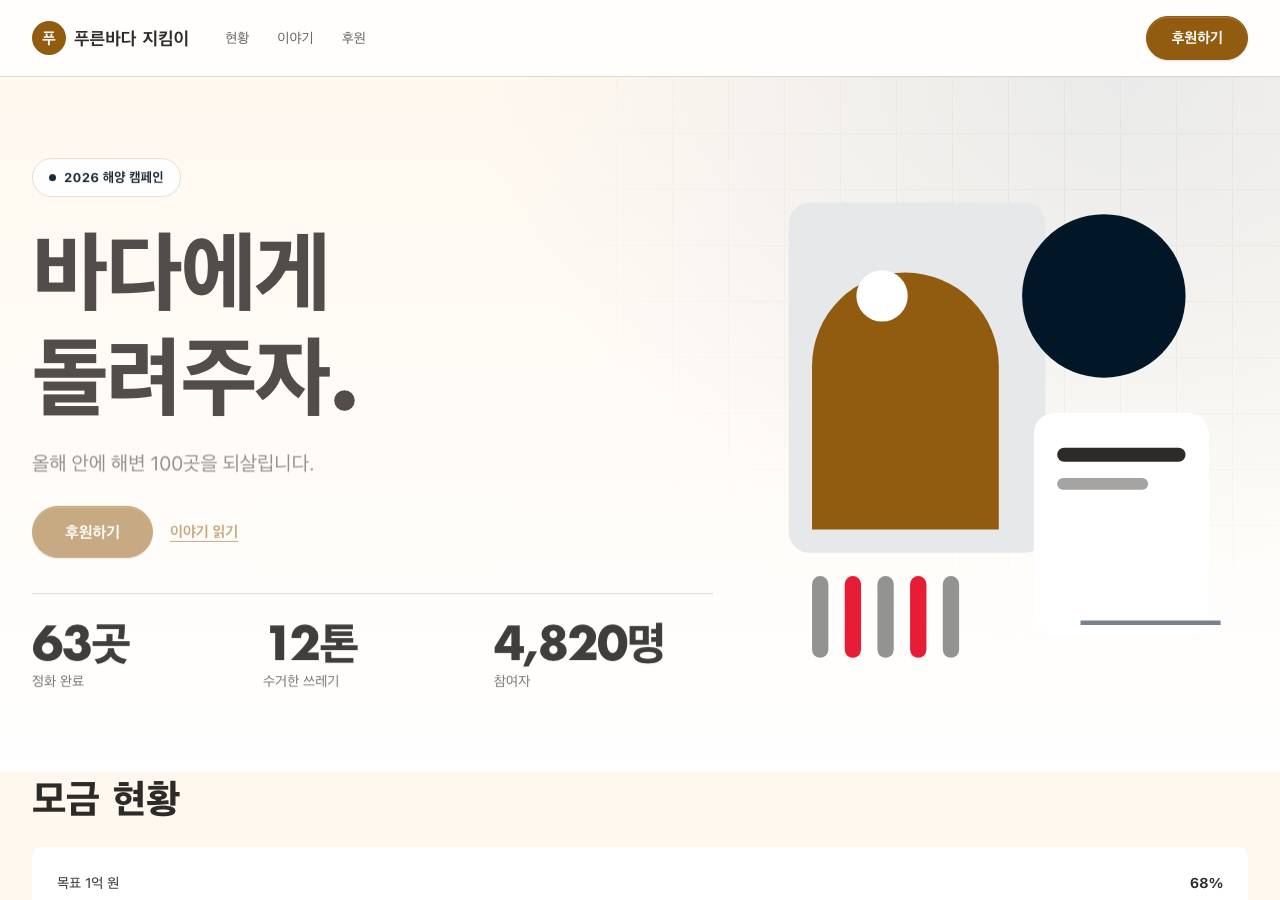 푸 푸른바다 지킴이 현황 이야기 후원 후원하기
2026 해양 캠페인
바다에게
돌려주자.
올해 안에 해변 100곳을 되살립니다.
후원하기 이야기 읽기
63곳 12톤 4,820명
정화 완료 수거한 쓰레기 참여자
모금 현황
목표 1억 원 68%